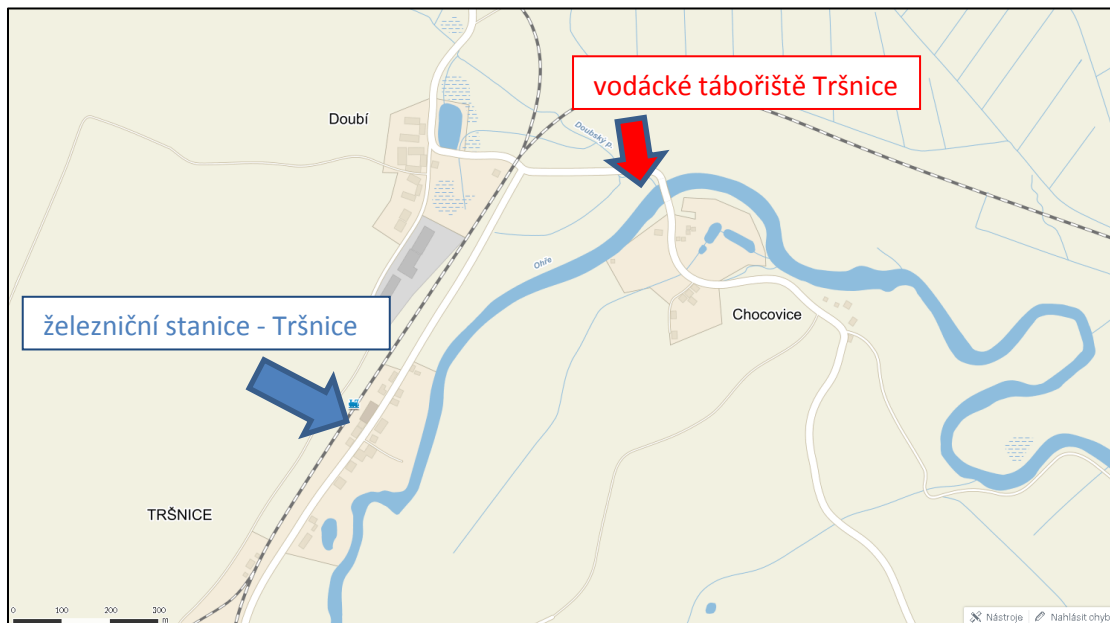 vodácké tábořiště Tršnice
Doubí
Doubský p.
Ohře
železniční stanice - Tršnice
Chocovice
TRŠNICE
0 100 200 300
m
Nástroje Nahlásit chyb